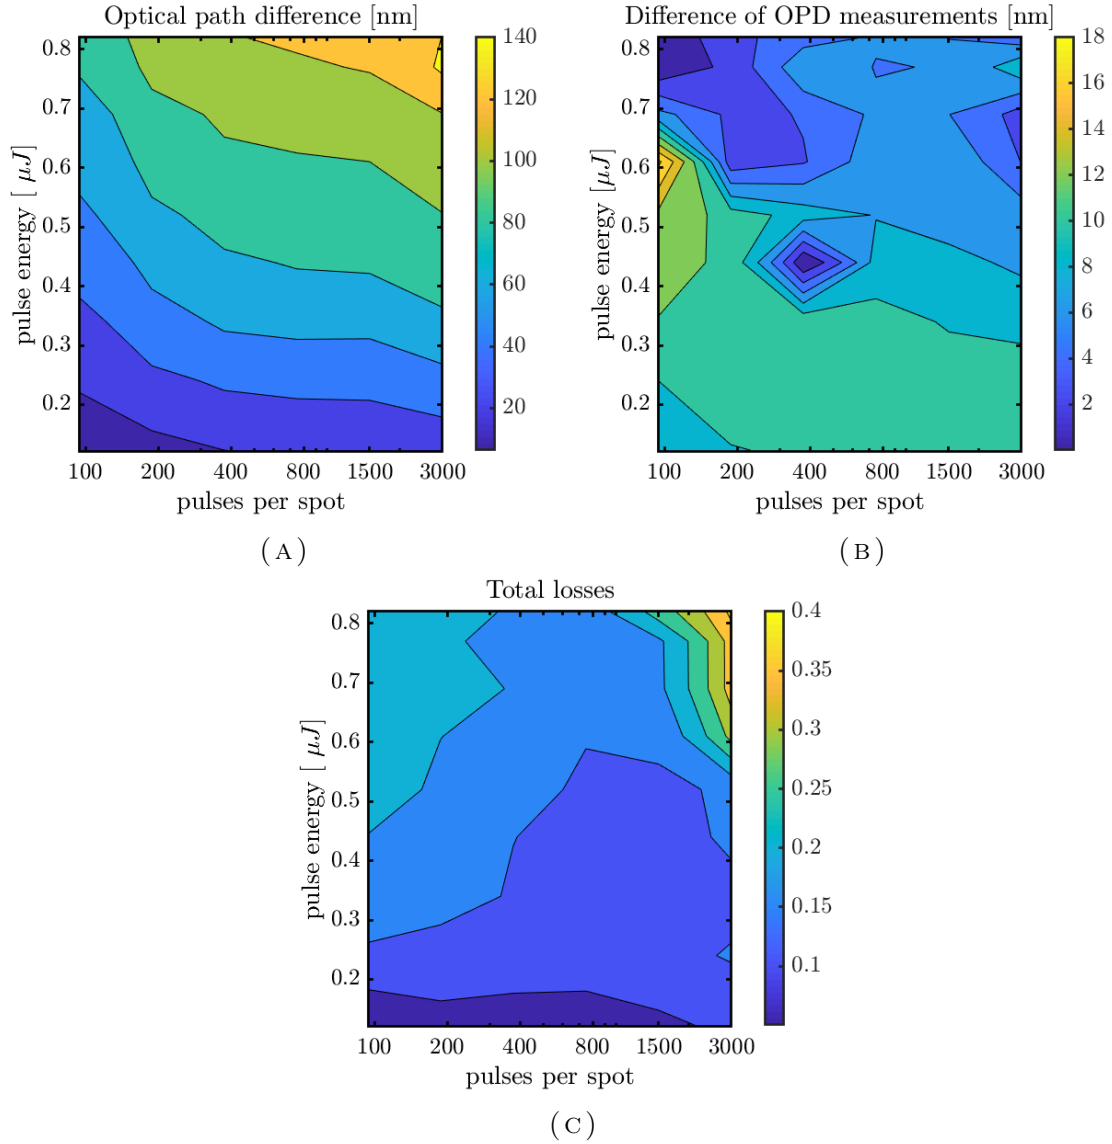 Optical path difference [nm]
0.8
0.7
0.6
0.5
0.4
0.3
0.2
pulse energy [ μJ]
100 200 400 800 1500 3000
pulses per spot
140
120
100
80
60
40
20
(A)
Difference of OPD measurements [nm]
0.8
0.7
0.6
0.5
0.4
0.3
0.2
pulse energy [μJ]
100 200 400 800 1500 3000
pulses per spot
18
16
14
12
10
8
6
4
2
(B)
Total losses
0.8
0.7
0.6
0.5
0.4
0.3
0.2
pulse energy [ μJ]
100 200 400 800 1500 3000
pulses per spot
0.4
0.35
0.3
0.25
0.2
0.15
0.1
(C)